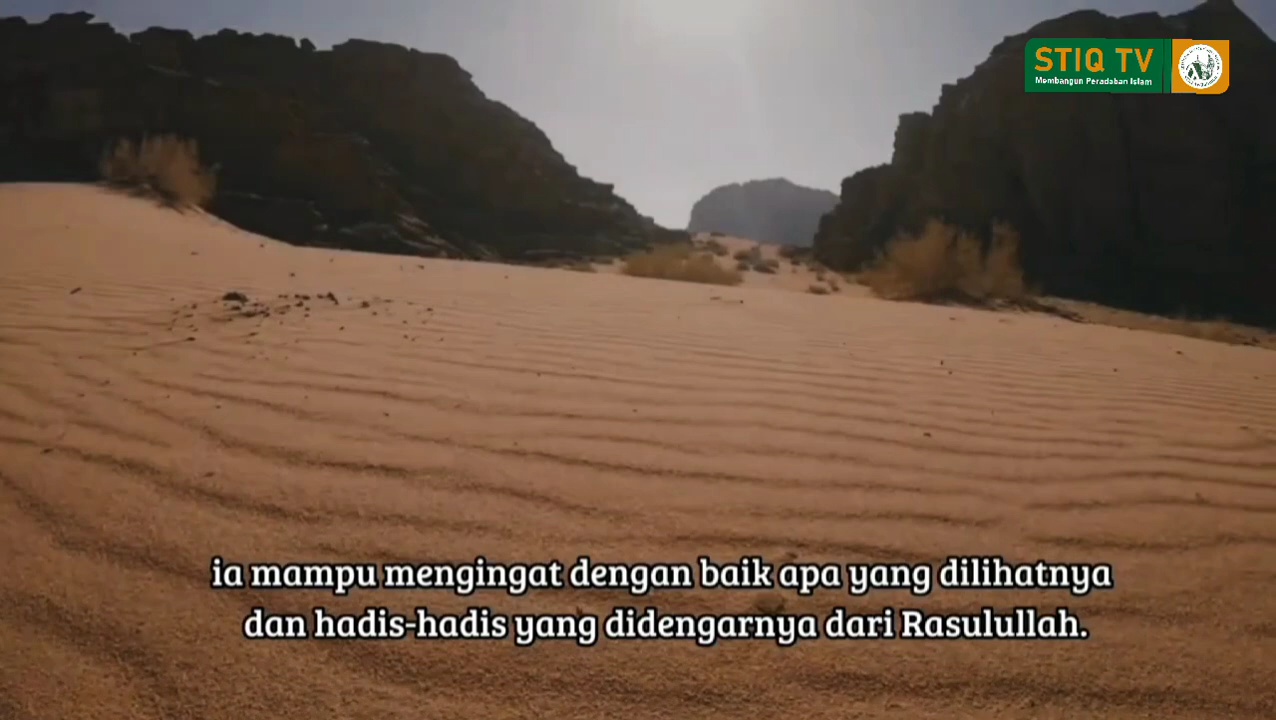 STIQ TV
Membangun Peradaban Islam
ia mampu mengingat dengan baik apa yang dilihatnya
dan hadis-hadis yang didengarnya dari Rasulullah.